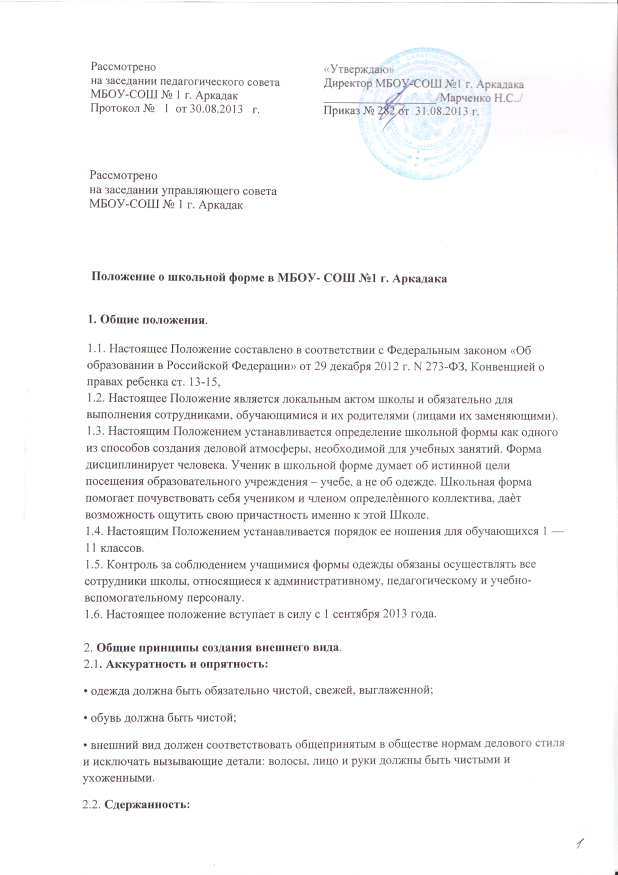 Рассмотрено
на заседании педагогического совета
МБОУ-СОШ № 1 г. Аркадак
Протокол №   1  от 30.08.2013   г.
«Утверждаю»
Директор МБОУ-СОШ №1 г. Аркадака
___________________/Марченко Н.С../
Приказ № 282 от  31.08.2013 г.
Рассмотрено
на заседании управляющего совета
МБОУ-СОШ № 1 г. Аркадак
Положение о школьной форме в МБОУ- СОШ №1 г. Аркадака
1. Общие положения.
1.1. Настоящее Положение составлено в соответствии с Федеральным законом «Об
образовании в Российской Федерации» от 29 декабря 2012 г. N 273-ФЗ, Конвенцией о
правах ребенка ст. 13-15,
1.2. Настоящее Положение является локальным актом школы и обязательно для
выполнения сотрудниками, обучающимися и их родителями (лицами их заменяющими).
1.3. Настоящим Положением устанавливается определение школьной формы как одного
из способов создания деловой атмосферы, необходимой для учебных занятий. Форма
дисциплинирует человека. Ученик в школьной форме думает об истинной цели
посещения образовательного учреждения – учебе, а не об одежде. Школьная форма
помогает почувствовать себя учеником и членом определѐнного коллектива, даѐт
возможность ощутить свою причастность именно к этой Школе.
1.4. Настоящим Положением устанавливается порядок ее ношения для обучающихся 1 —
11 классов.
1.5. Контроль за соблюдением учащимися формы одежды обязаны осуществлять все
сотрудники школы, относящиеся к административному, педагогическому и учебно-
вспомогательному персоналу.
1.6. Настоящее положение вступает в силу с 1 сентября 2013 года.
2. Общие принципы создания внешнего вида.
2.1. Аккуратность и опрятность:
• одежда должна быть обязательно чистой, свежей, выглаженной;
• обувь должна быть чистой;
• внешний вид должен соответствовать общепринятым в обществе нормам делового стиля
и исключать вызывающие детали: волосы, лицо и руки должны быть чистыми и
ухоженными.
2.2. Сдержанность:
1